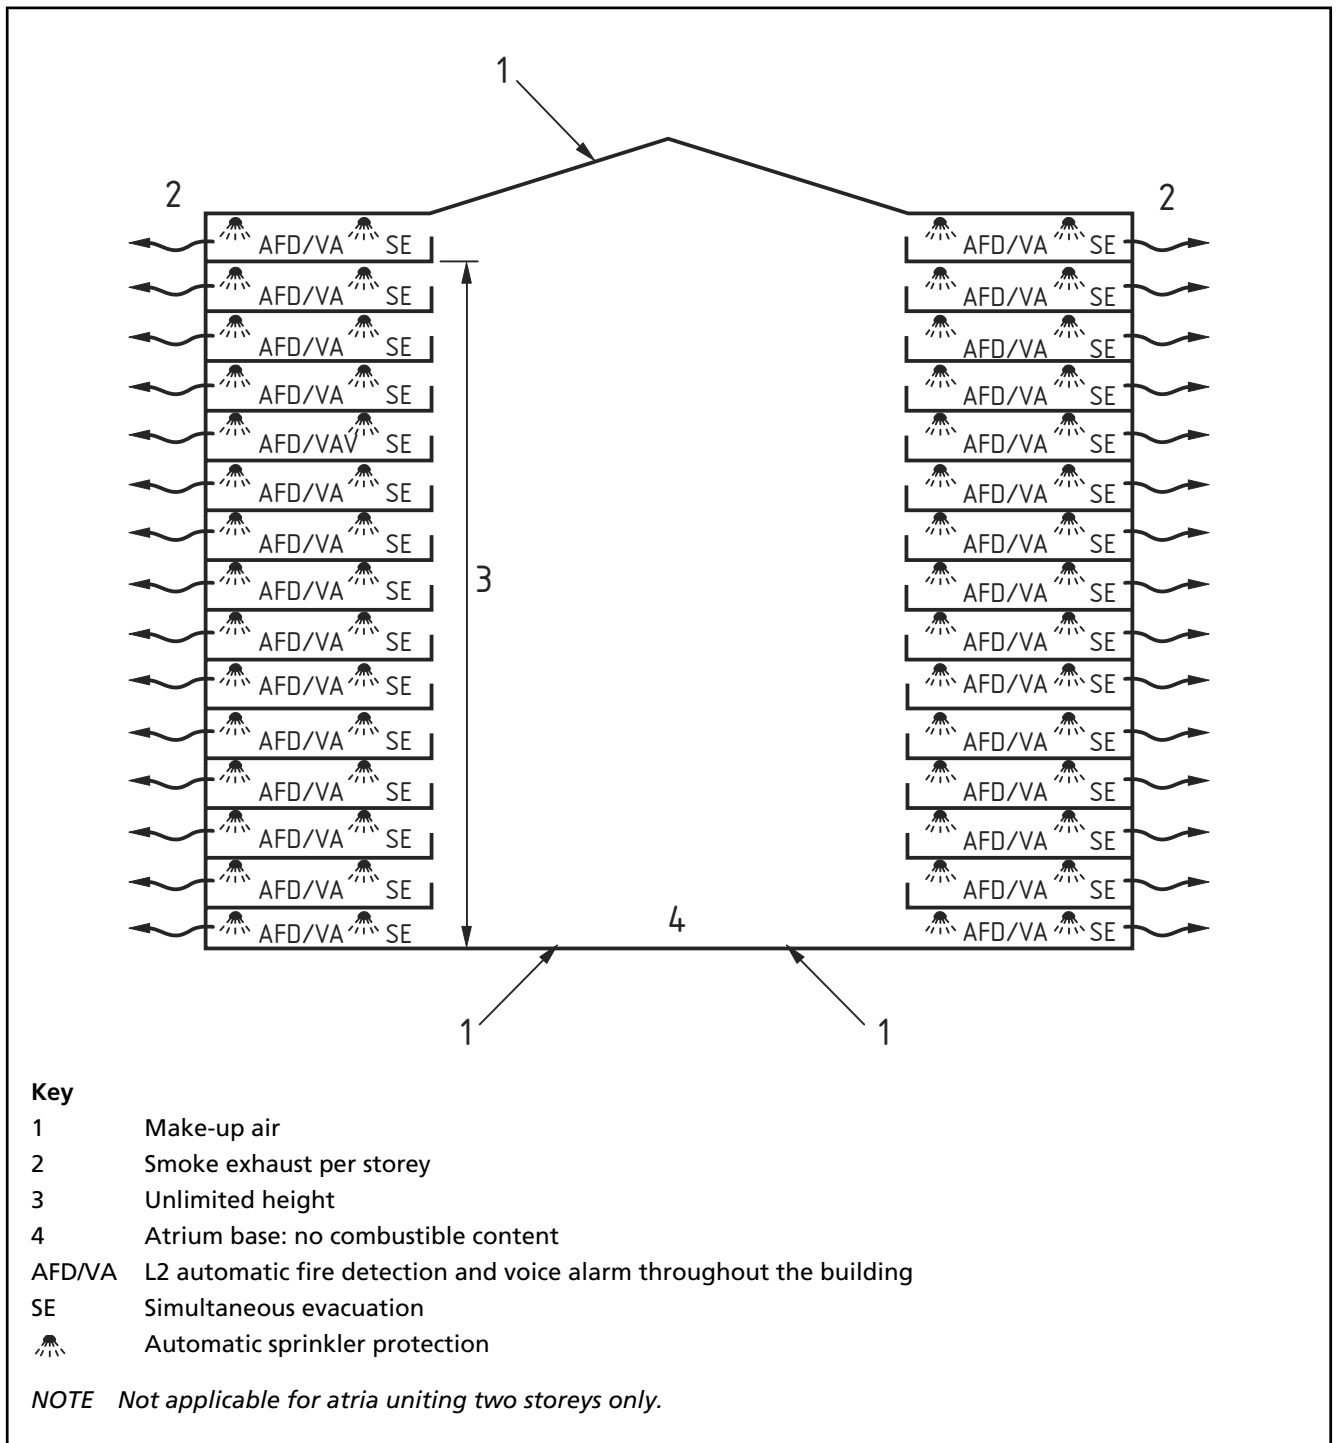 1
2 2
AFD/VA SE AFD/VA SE
AFD/VA SE AFD/VA SE
AFD/VA SE AFD/VA SE
AFD/VA SE AFD/VA SE
AFD/VAV SE AFD/VA SE
AFD/VA SE AFD/VA SE
AFD/VA SE AFD/VA SE
3
AFD/VA SE AFD/VA SE
AFD/VA SE AFD/VA SE
AFD/VA SE AFD/VA SE
AFD/VA SE AFD/VA SE
AFD/VA SE AFD/VA SE
AFD/VA SE AFD/VA SE
AFD/VA SE AFD/VA SE
4
AFD/VA SE AFD/VA SE
1 1
Key
1 Make-up air
2 Smoke exhaust per storey
3 Unlimited height
4 Atrium base: no combustible content
AFD/VA L2 automatic fire detection and voice alarm throughout the building
SE Simultaneous evacuation
Automatic sprinkler protection
NOTE Not applicable for atria uniting two storeys only.